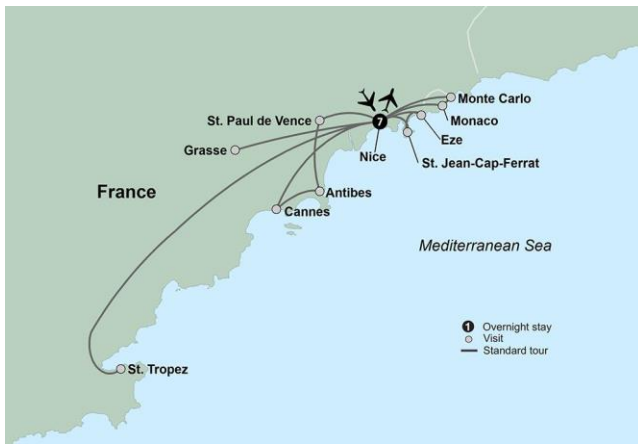 Monte Carlo
St. Paul de Vence
7
Monaco
Eze
Grasse
Nice
St. Jean-Cap-Ferrat
France
Antibes
Cannes
Mediterranean Sea
1 Overnight stay
Visit
Standard tour
St. Tropez